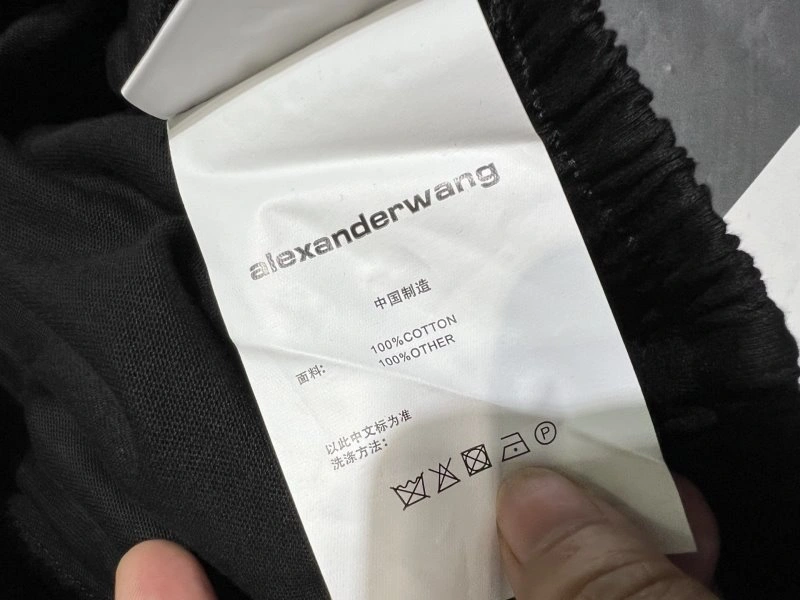 alexanderwang
中国制造
面料: 100%COTTON
100%OTHER
以此中文标为准
洗涤方法:
P